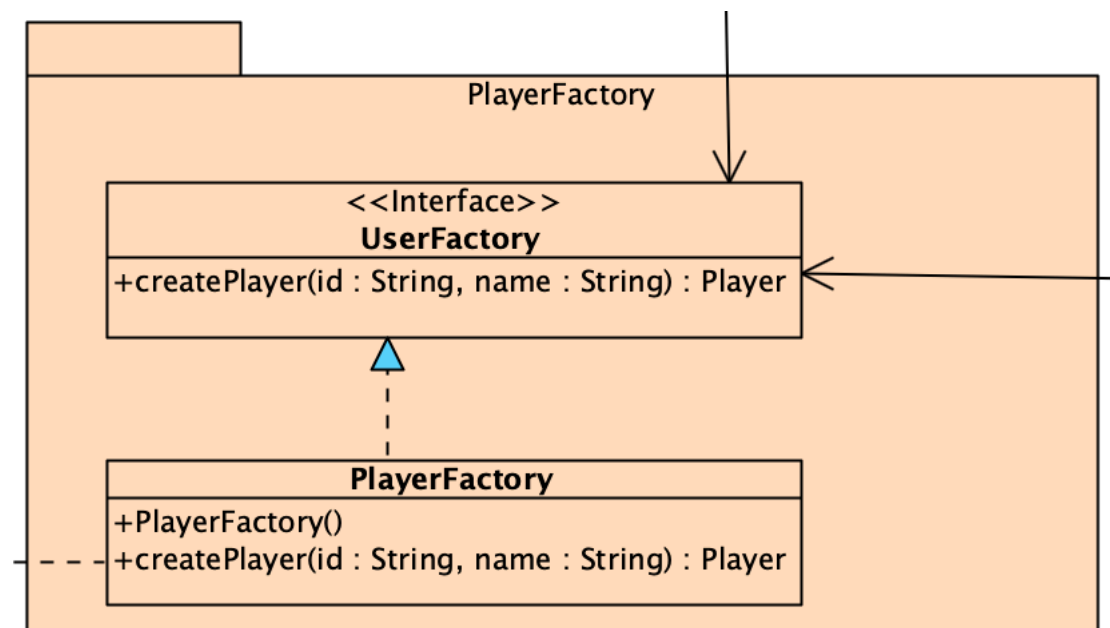 PlayerFactory
<<Interface>>
UserFactory
+createPlayer(id : String, name : String) : Player
PlayerFactory
+PlayerFactory()
+createPlayer(id : String, name : String) : Player